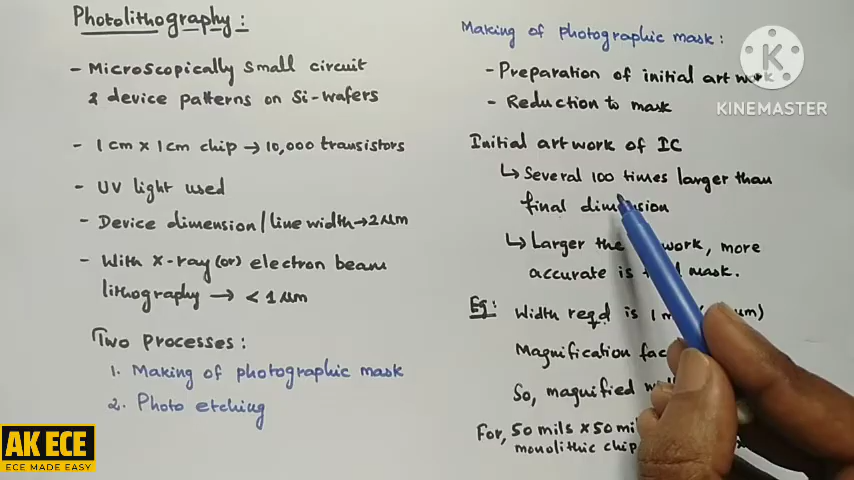 Photolithography:
- Microscopically small circuit
& device patterns on Si-wafers
- 1 cm × 1 cm chip → 10,000 transistors
- UV light used
- Device dimension/line width → 2 μm
- With X-ray (or) electron beam
lithography → < 1 μm
Two Processes:
1. Making of photographic mask
2. Photo etching
Making of photographic mask:
- Preparation of initial art work
- Reduction to mask
Initial artwork of IC
↳ Several 100 times larger than
final dimension
↳ Larger the work, more
accurate is mask.
Eg: Width reqd is 1 μm)
Magnification
So, magnified
For, 50 mils × 50
monolithic chip
K
KINEMASTER
AK ECE
ECE MADE EASY